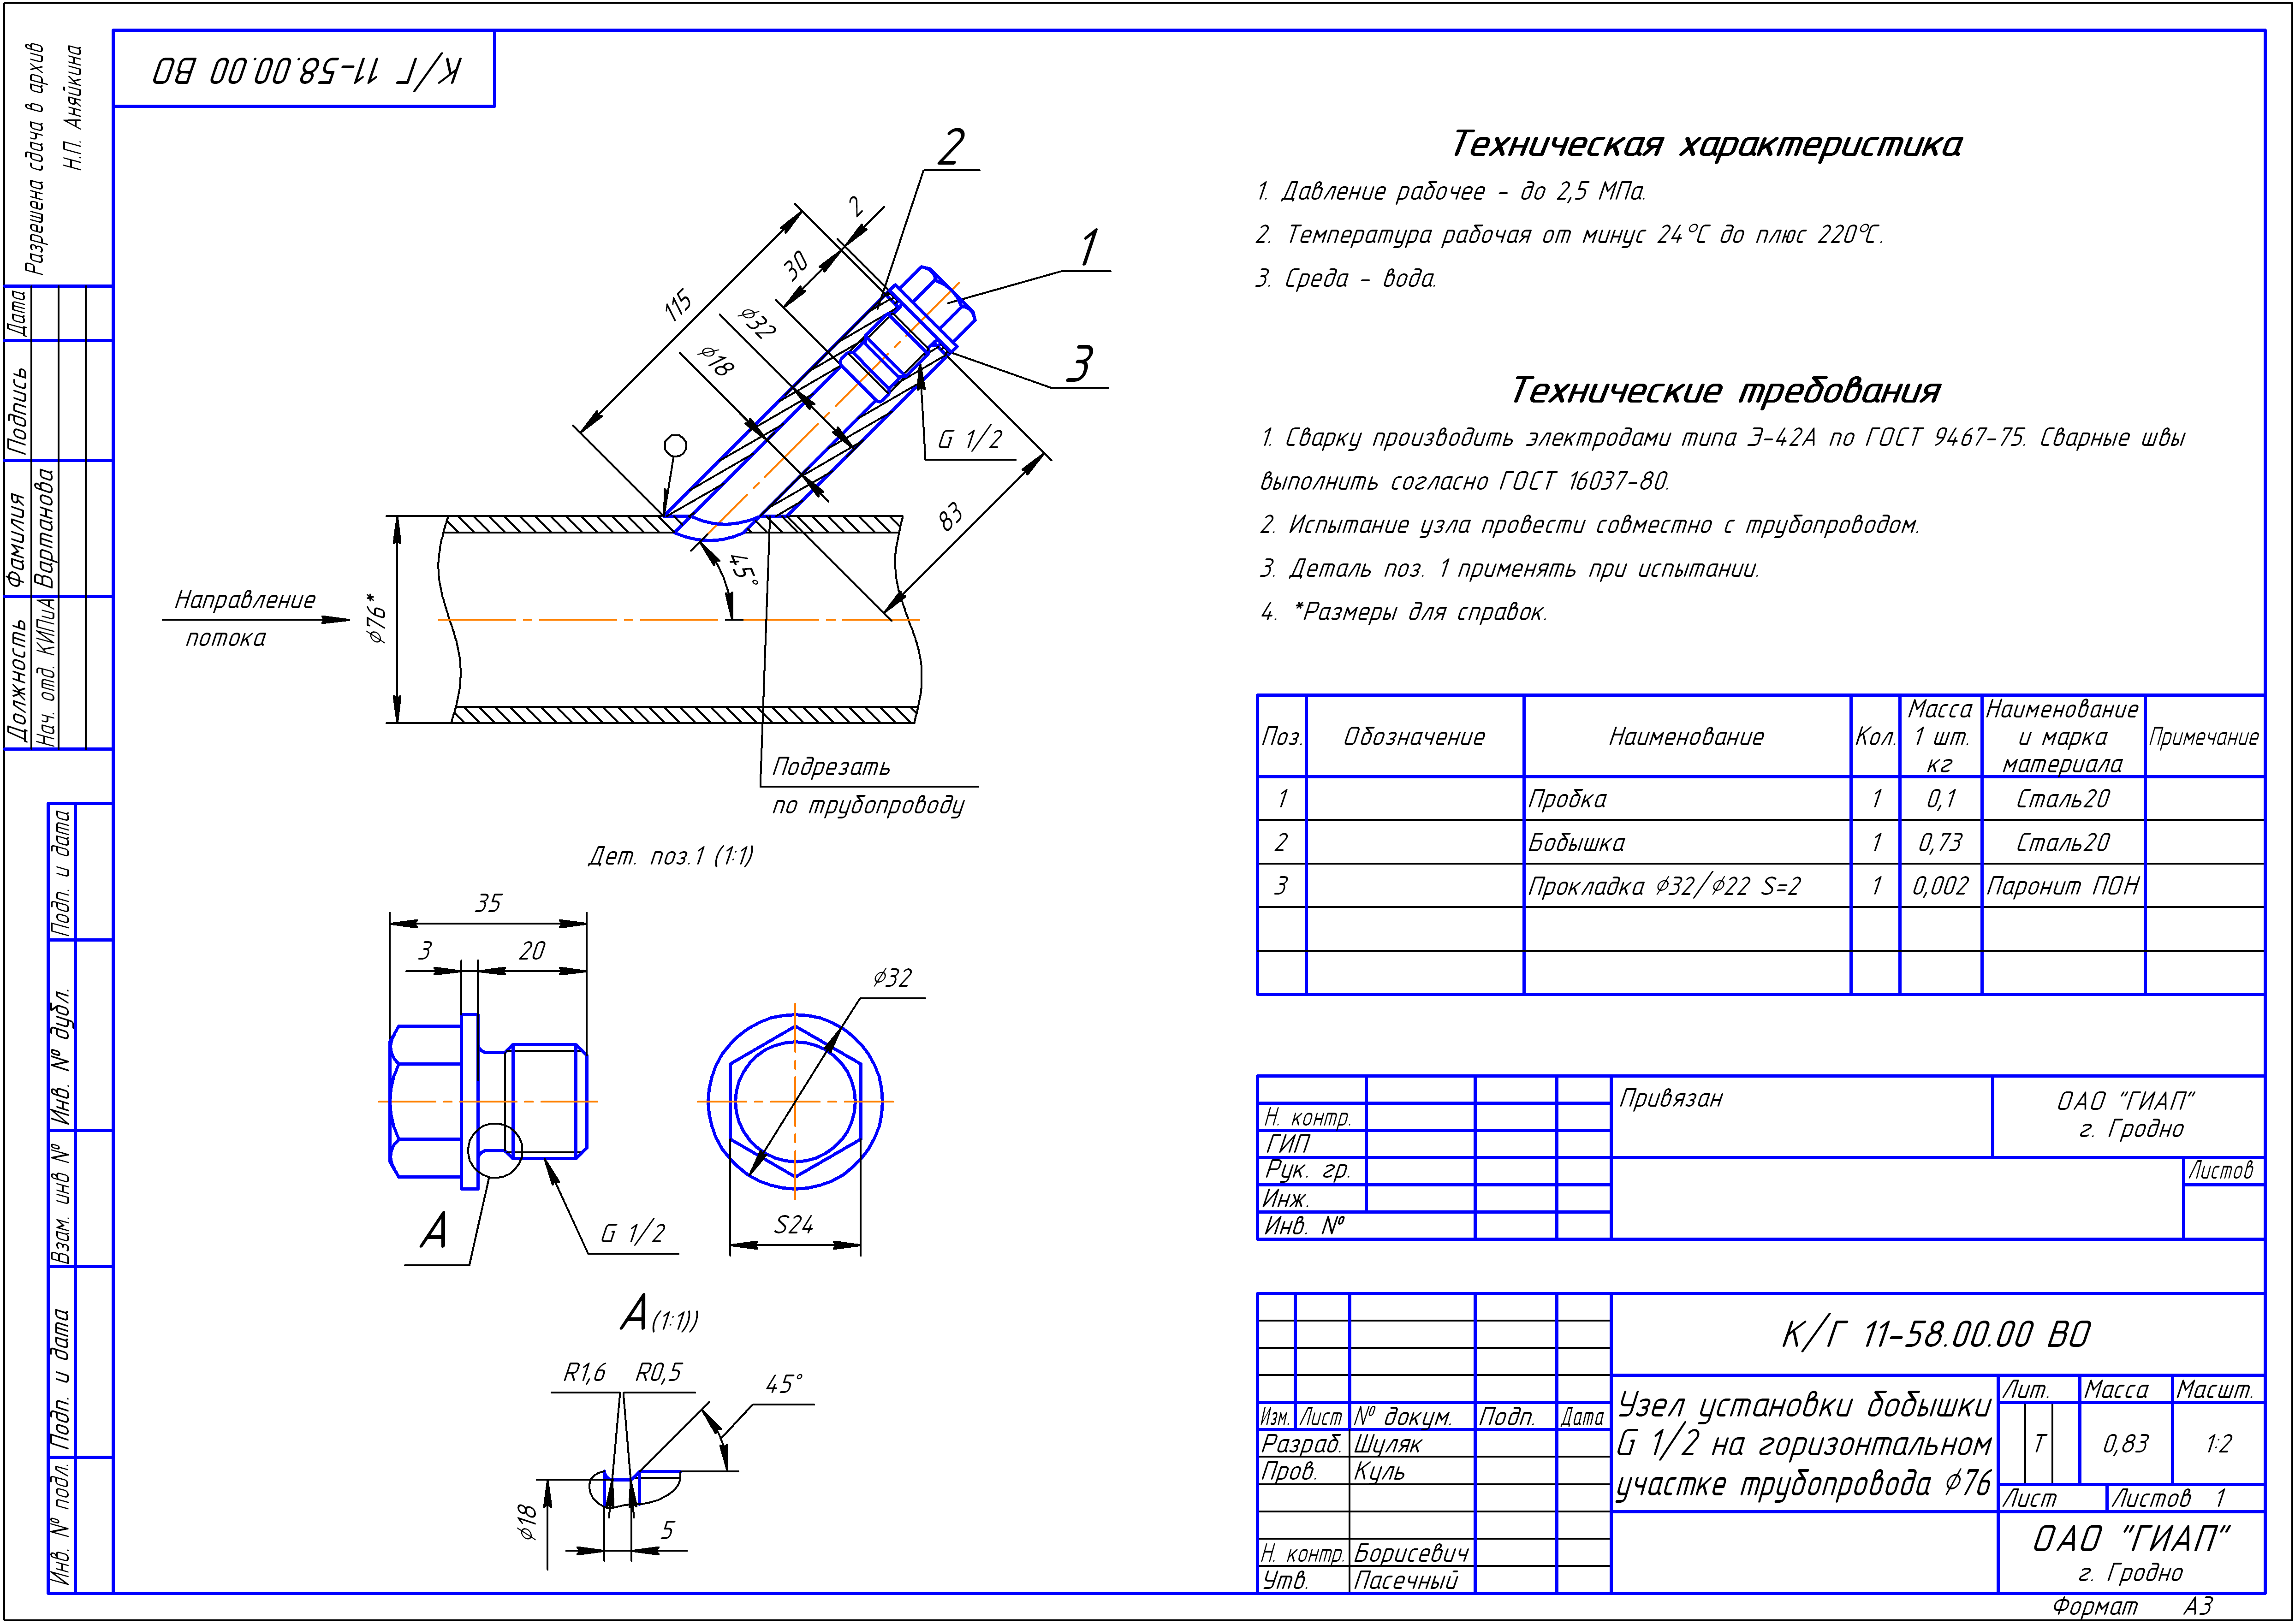 К/Г 11-58.00.00 ВО
Разрешена сдача в архив
Н.П. Аняйкина
Должность Фамилия Подпись Дата
Нач. отд. КИПиА Вартанова
2
1
3
2
30
115
⌀32
⌀18
G 1/2
83
45°
⌀76*
Направление
потока
Подрезать
по трубопроводу
Техническая характеристика
1. Давление рабочее - до 2,5 МПа.
2. Температура рабочая от минус 24°С до плюс 220°С.
3. Среда - вода.
Технические требования
1. Сварку производить электродами типа Э-42А по ГОСТ 9467-75. Сварные швы
выполнить согласно ГОСТ 16037-80.
2. Испытание узла провести совместно с трубопроводом.
3. Деталь поз. 1 применять при испытании.
4. *Размеры для справок.
Поз. Обозначение Наименование Кол. Масса 1 шт. кг Наименование и марка материала Примечание
1 Пробка 1 0,1 Сталь20
2 Бобышка 1 0,73 Сталь20
3 Прокладка ⌀32/⌀22 S=2 1 0,002 Паронит ПОН
Дет. поз.1 (1:1)
35
3 20
⌀32
А
G 1/2
S24
А (1:1))
R1,6 R0,5
45°
⌀18
5
Подп. и дата
Инв. № дубл.
Взам. инв №
Подп. и дата
Инв. № подл.
Привязан
ОАО "ГИАП"
г. Гродно
Н. контр.
ГИП
Рук. гр.
Листов
Инж.
Инв. №
К/Г 11-58.00.00 ВО
Изм. Лист № докум. Подп. Дата
Разраб. Шуляк
Пров. Куль
Н. контр. Борисевич
Утв. Пасечный
Узел установки бобышки
G 1/2 на горизонтальном
участке трубопровода ⌀76
Лит. Масса Масшт.
Т 0,83 1:2
Лист Листов 1
ОАО "ГИАП"
г. Гродно
Формат А3